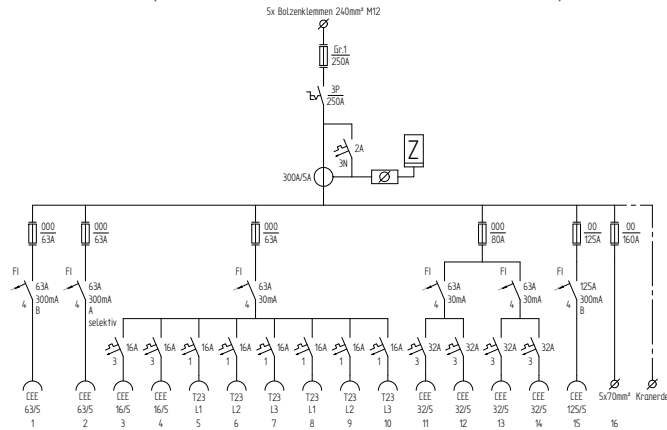 5x Bolzenklemmen 240mm² M12
Gr.1
250A
3P
250A
2A
3N
Z
300A/5A
000
63A
000
63A
000
63A
000
80A
00
125A
00
160A
FI
63A
300mA
4
B
FI
63A
300mA
4
A
selektiv
FI
63A
30mA
4
FI
63A
30mA
4
FI
63A
30mA
4
FI
125A
300mA
4
B
16A
3
16A
3
16A
1
16A
1
16A
1
16A
1
16A
1
16A
1
32A
3
32A
3
32A
3
32A
3
CEE CEE CEE CEE T23 T23 T23 T23 T23 T23 CEE CEE CEE CEE CEE 5x70mm² Kranerde
63/5 63/5 16/5 16/5 L1 L2 L3 L1 L2 L3 32/5 32/5 32/5 32/5 125/5
1 2 3 4 5 6 7 8 9 10 11 12 13 14 15 16